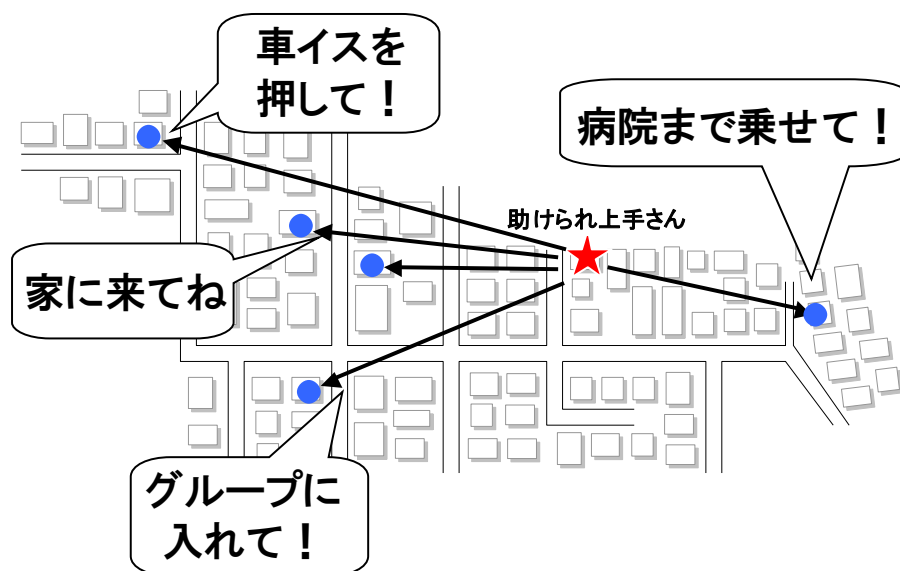 車イスを
押して！
病院まで乗せて！
助けられ上手さん
家に来てね
グループに
入れて！